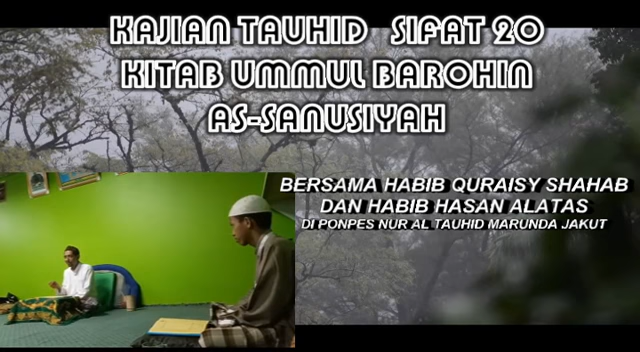 KAJIAN TAUHID SIFAT 20
KITAB UMMUL BAROHIN
AS-SANUSIYAH
BERSAMA HABIB QURAISY SHAHAB
DAN HABIB HASAN ALATAS
DI PONPES NUR AL TAUHID MARUNDA JAKUT